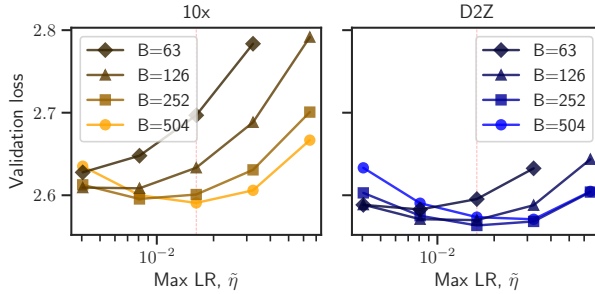 10x
D2Z
Validation loss
2.8
2.7
2.6
B=63
B=126
B=252
B=504
B=63
B=126
B=252
B=504
10⁻²
10⁻²
Max LR, η̃
Max LR, η̃